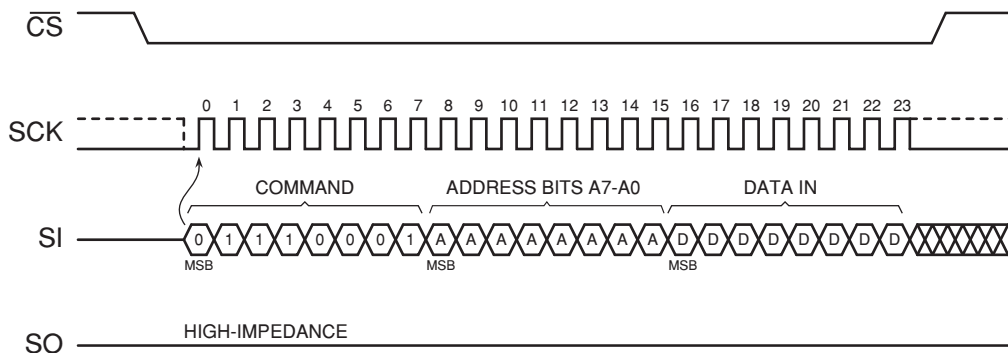 CS
0 1 2 3 4 5 6 7 8 9 10 11 12 13 14 15 16 17 18 19 20 21 22 23
SCK
COMMAND ADDRESS BITS A7-A0 DATA IN
SI 0 1 1 1 0 0 0 1 A A A A A A A A D D D D D D D D
MSB MSB MSB
HIGH-IMPEDANCE
SO